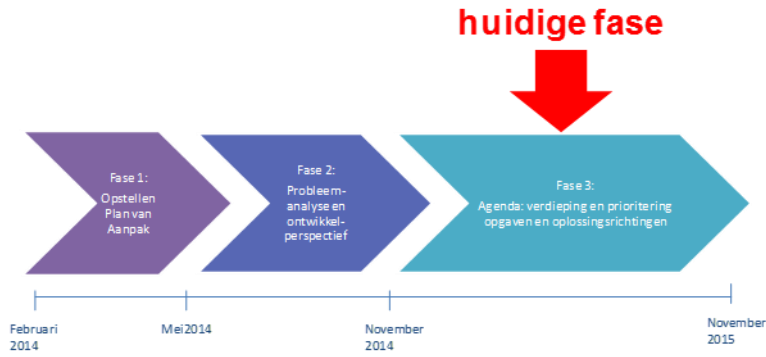 huidige fase
Fase 1:
Opstellen
Plan van
Aanpak
Fase 2:
Probleem-
analyse en
ontwikkel-
perspectief
Fase 3:
Agenda: verdieping en prioritering
opgaven en oplossingsrichtingen
Februari
2014
Mei2014
November
2014
November
2015